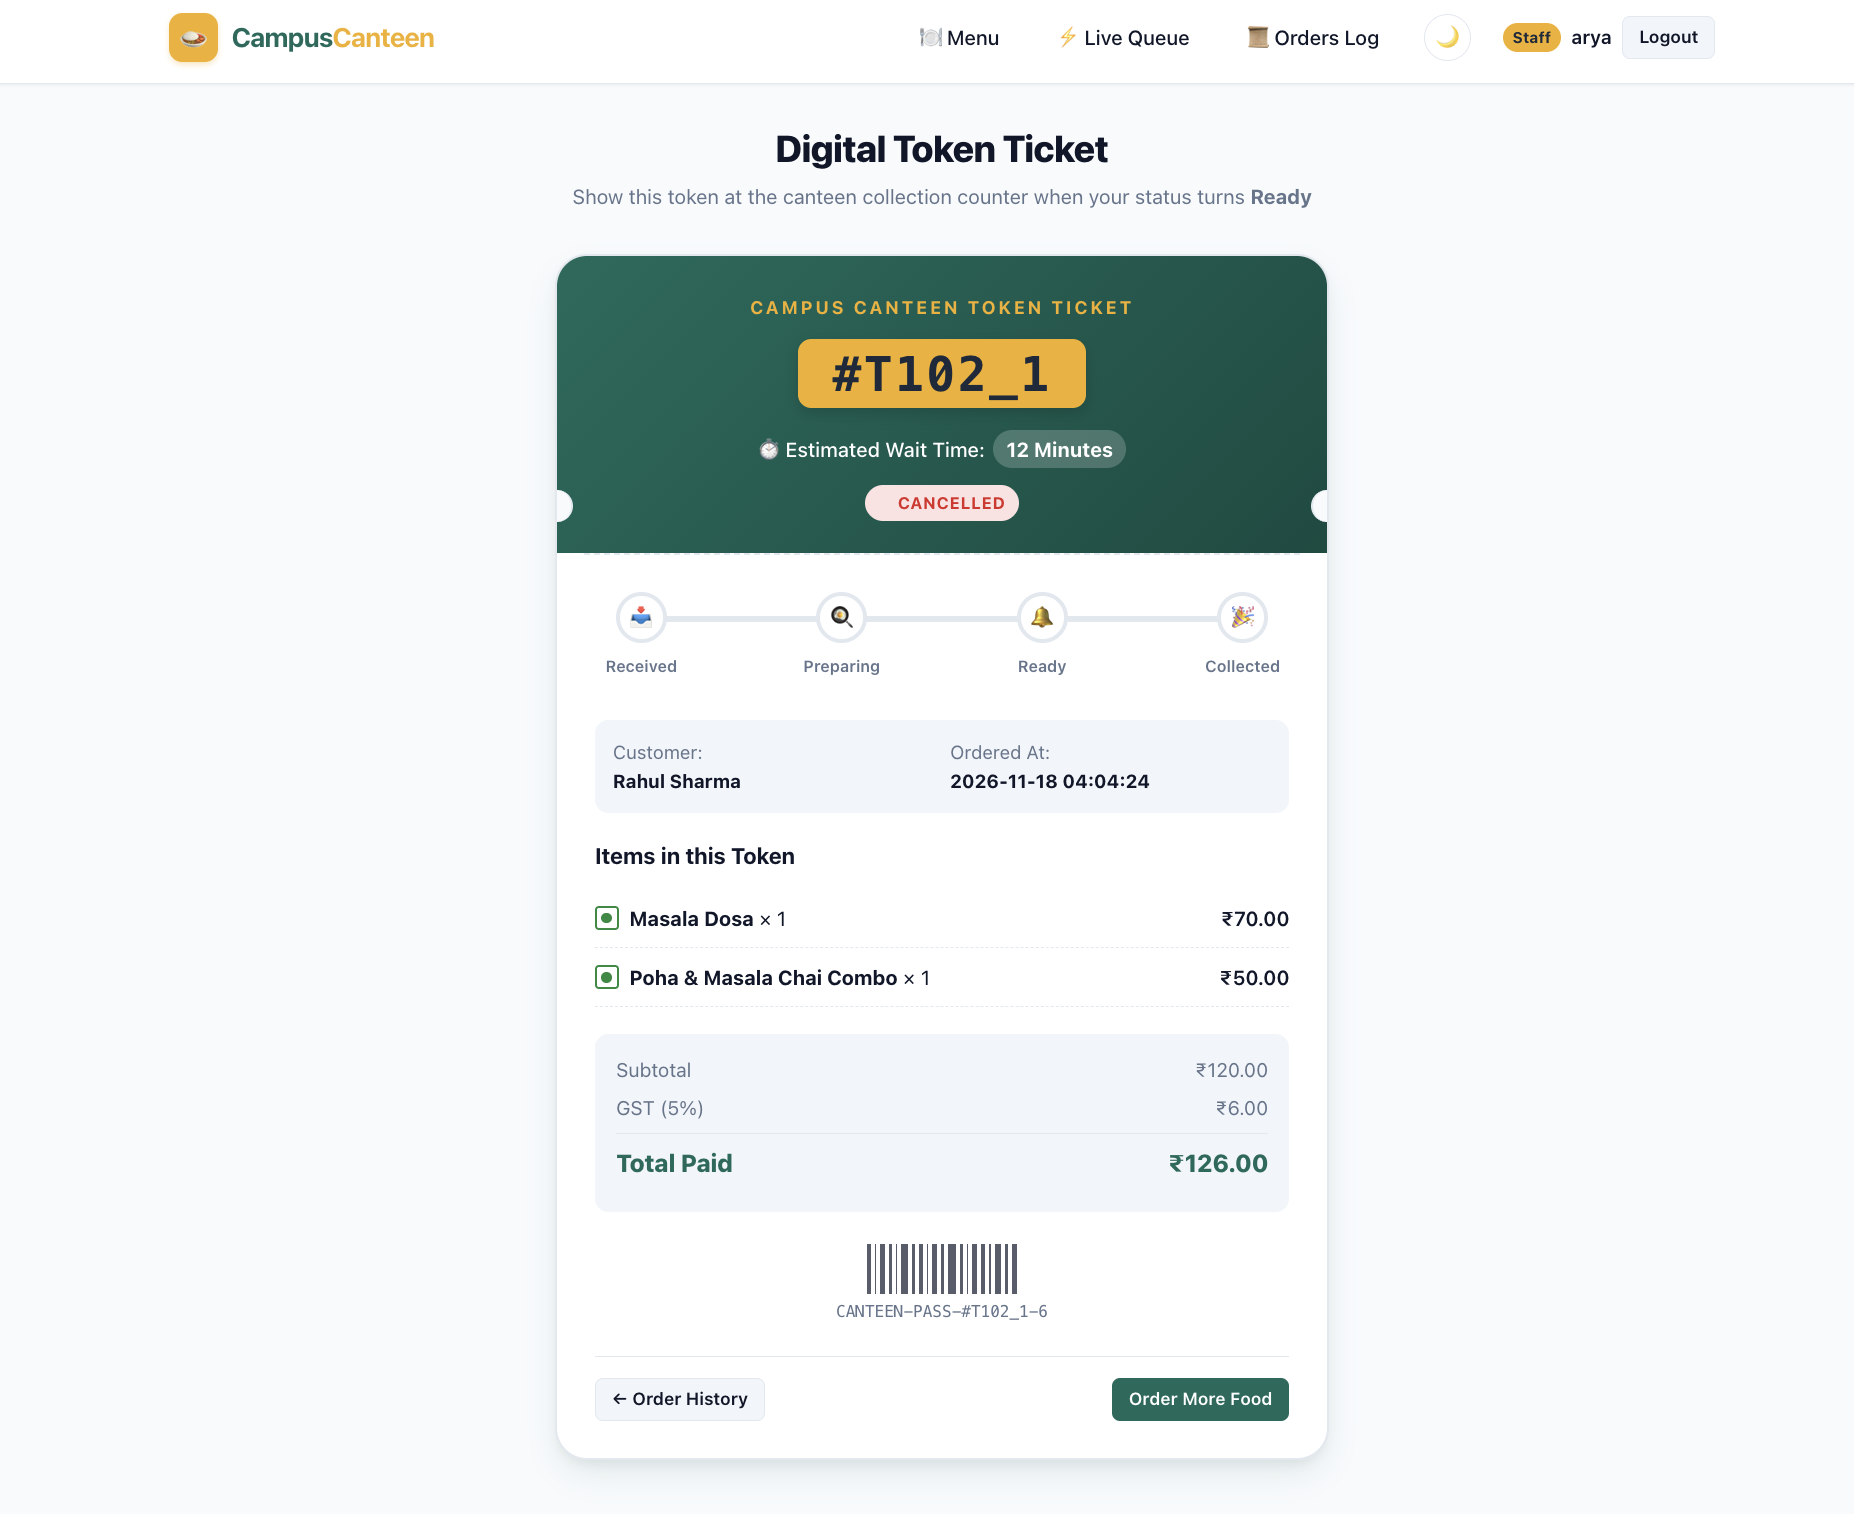 CampusCanteen
Menu
Live Queue
Orders Log
Staff
arya
Logout
Digital Token Ticket
Show this token at the canteen collection counter when your status turns Ready
CAMPUS CANTEEN TOKEN TICKET
#T102_1
Estimated Wait Time: 12 Minutes
CANCELLED
Received
Preparing
Ready
Collected
Customer:
Rahul Sharma
Ordered At:
2026-11-18 04:04:24
Items in this Token
Masala Dosa × 1
₹70.00
Poha & Masala Chai Combo × 1
₹50.00
Subtotal
₹120.00
GST (5%)
₹6.00
Total Paid
₹126.00
CANTEEN-PASS-#T102_1-6
← Order History
Order More Food